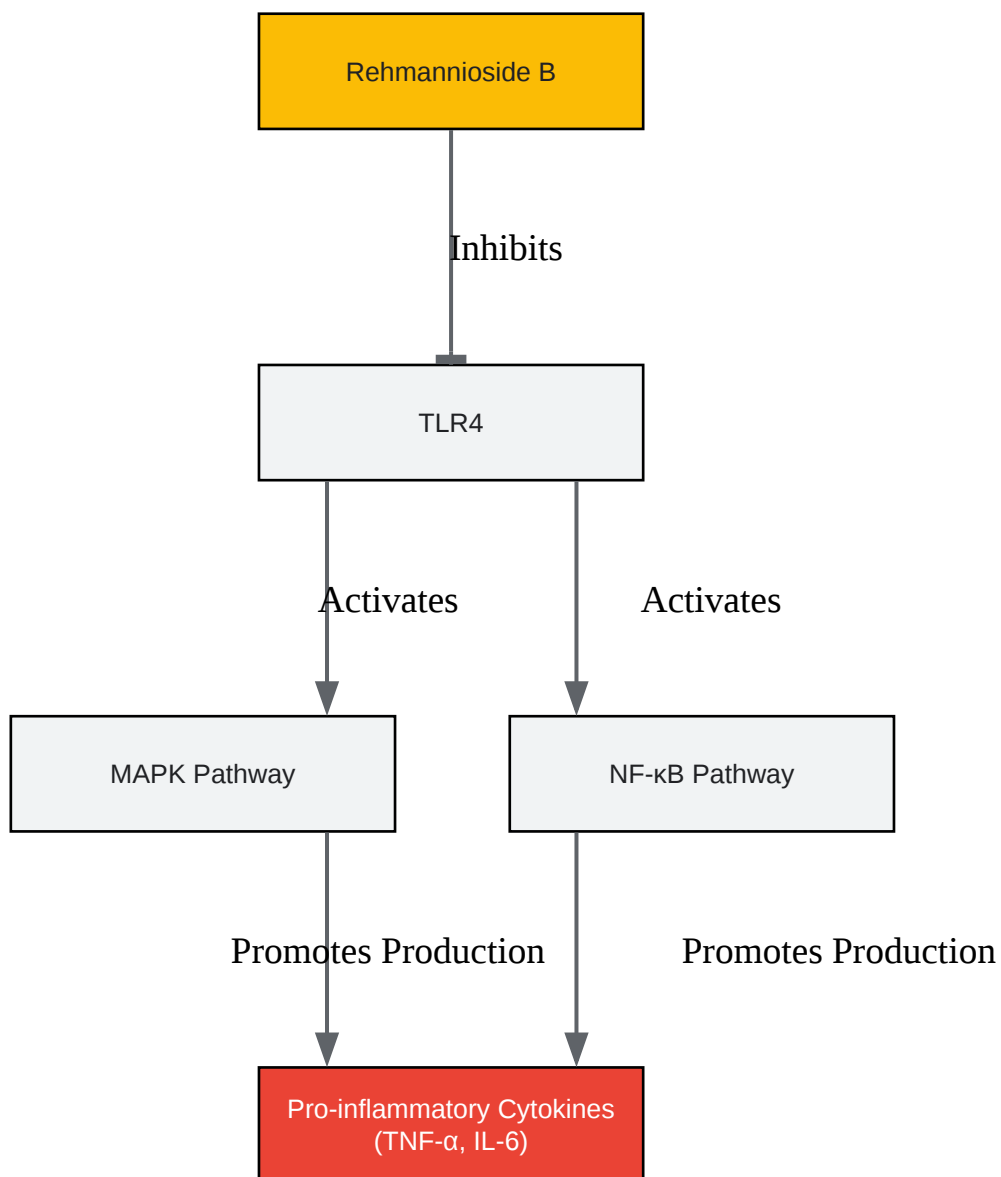 Rehmannioside B
Inhibits
TLR4
Activates
Activates
MAPK Pathway
NF-κB Pathway
Promotes Production
Promotes Production
Pro-inflammatory Cytokines
(TNF-α, IL-6)